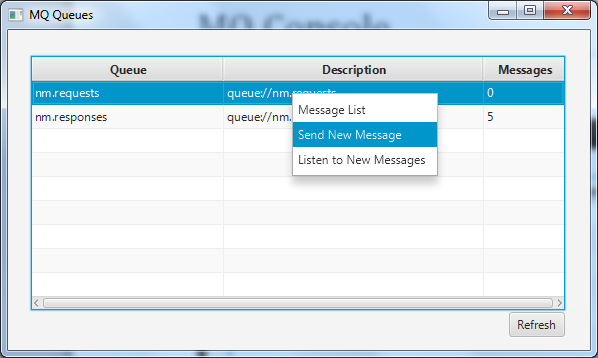 MQ Console
MQ Queues
Queue Description Messages
nm.requests queue://nm.requests 0
nm.responses queue://nm. 5
Message List
Send New Message
Listen to New Messages
Refresh